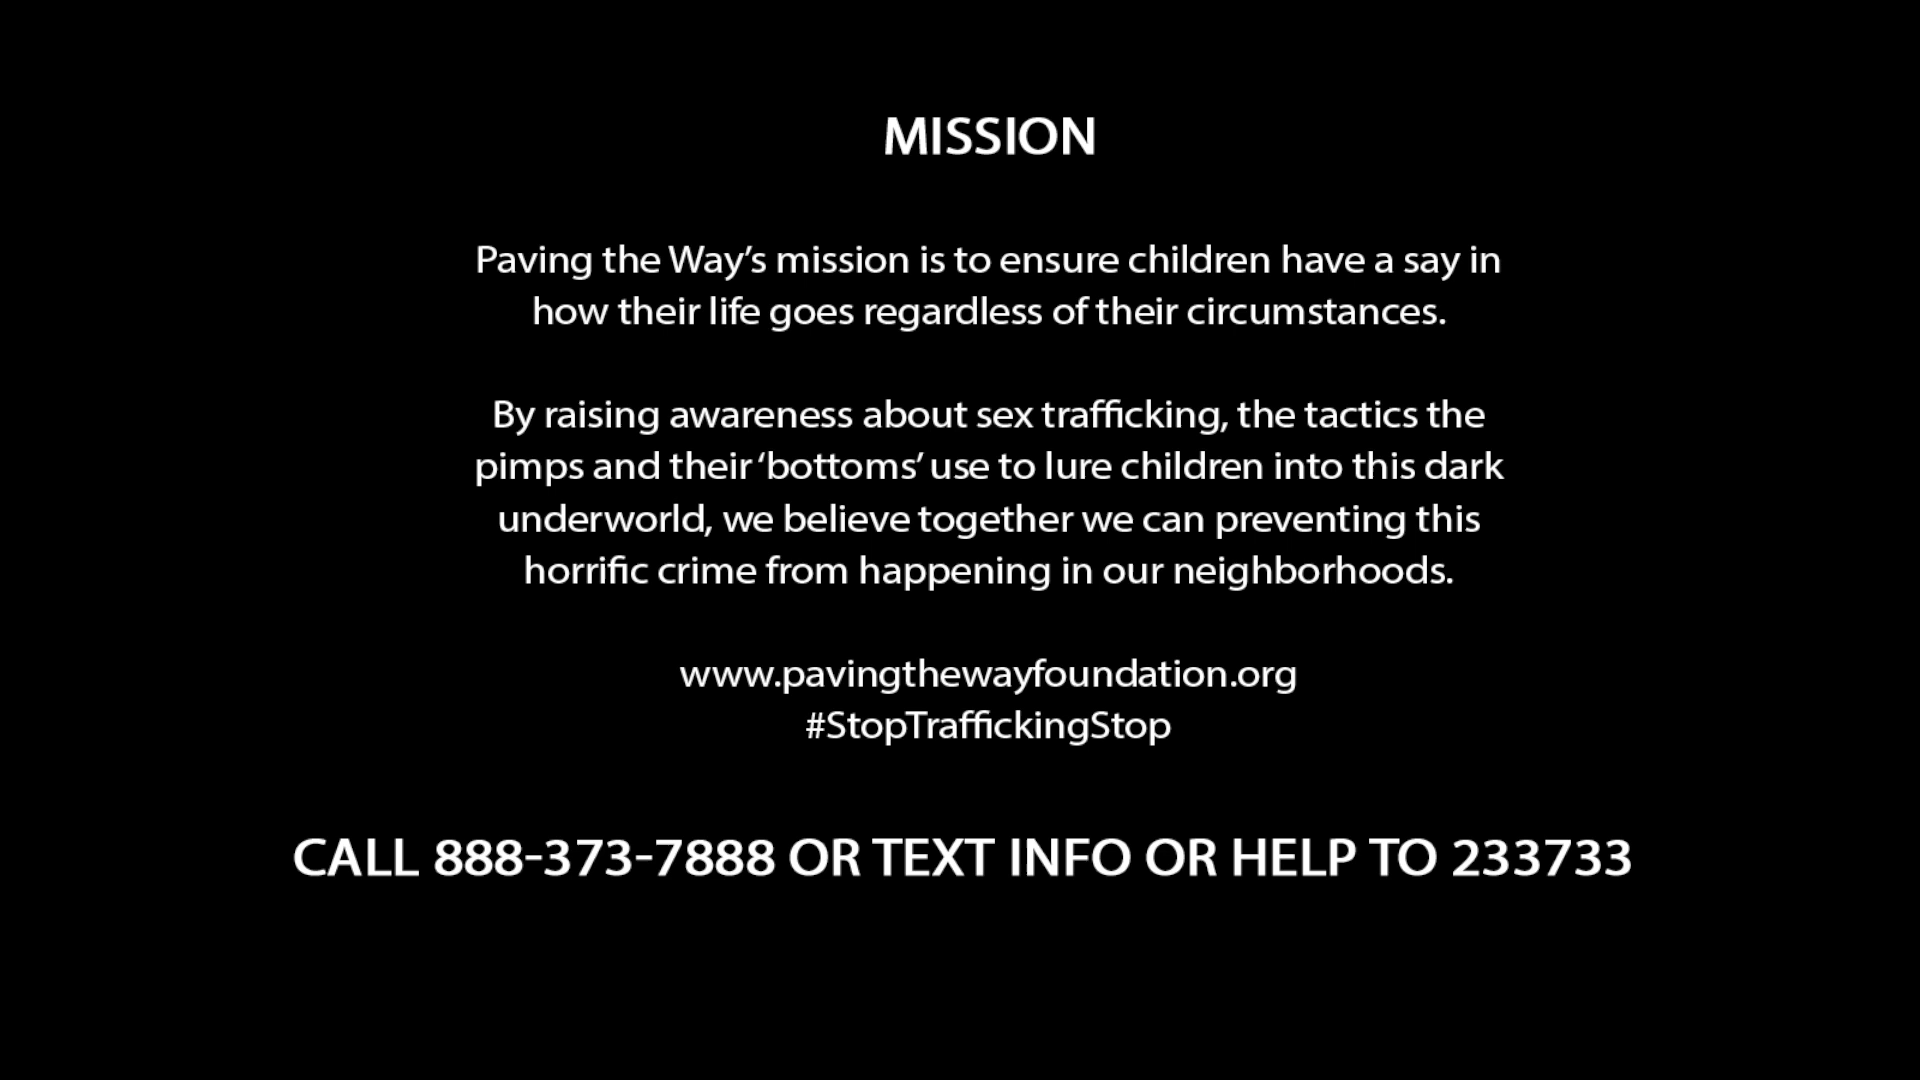 MISSION
Paving the Way’s mission is to ensure children have a say in
how their life goes regardless of their circumstances.
By raising awareness about sex trafficking, the tactics the
pimps and their ‘bottoms’ use to lure children into this dark
underworld, we believe together we can preventing this
horrific crime from happening in our neighborhoods.
www.pavingthewayfoundation.org
#StopTraffickingStop
CALL 888-373-7888 OR TEXT INFO OR HELP TO 233733